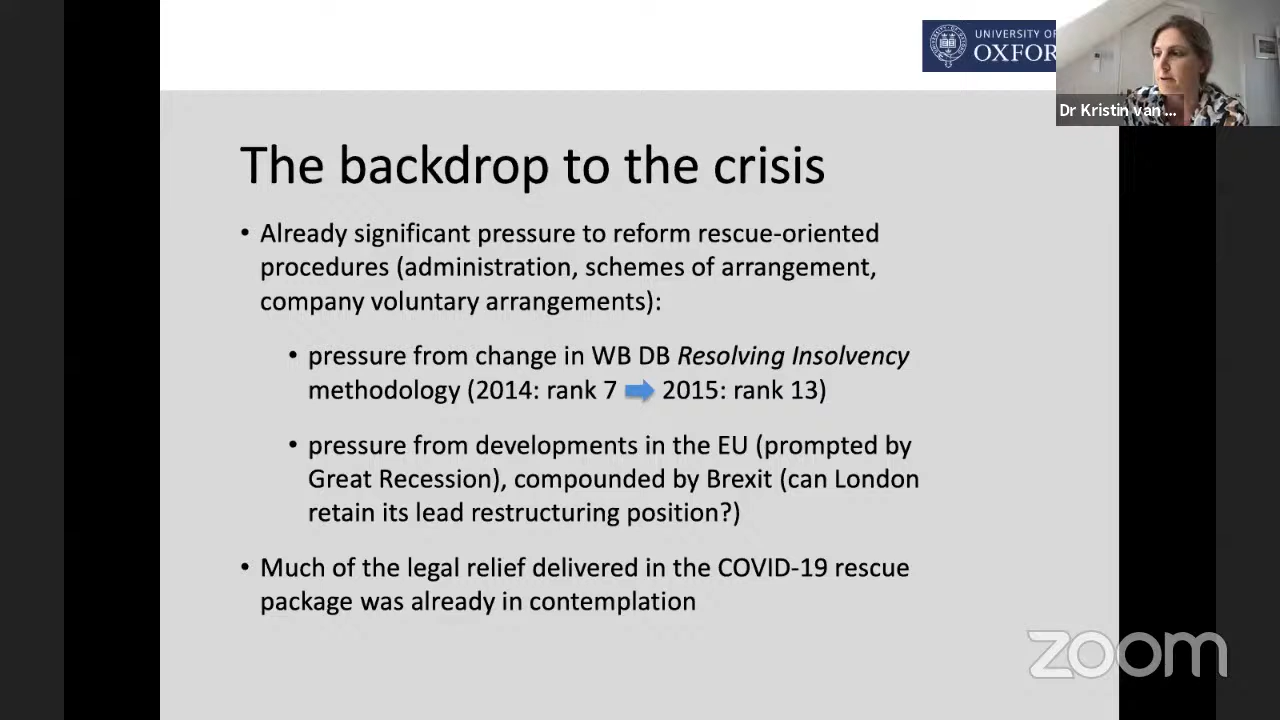 UNIVERSITY OF
OXFOR
Dr Kristin van ...
The backdrop to the crisis
• Already significant pressure to reform rescue-oriented
procedures (administration, schemes of arrangement,
company voluntary arrangements):
• pressure from change in WB DB Resolving Insolvency
methodology (2014: rank 7 ➡ 2015: rank 13)
• pressure from developments in the EU (prompted by
Great Recession), compounded by Brexit (can London
retain its lead restructuring position?)
• Much of the legal relief delivered in the COVID-19 rescue
package was already in contemplation
zoom